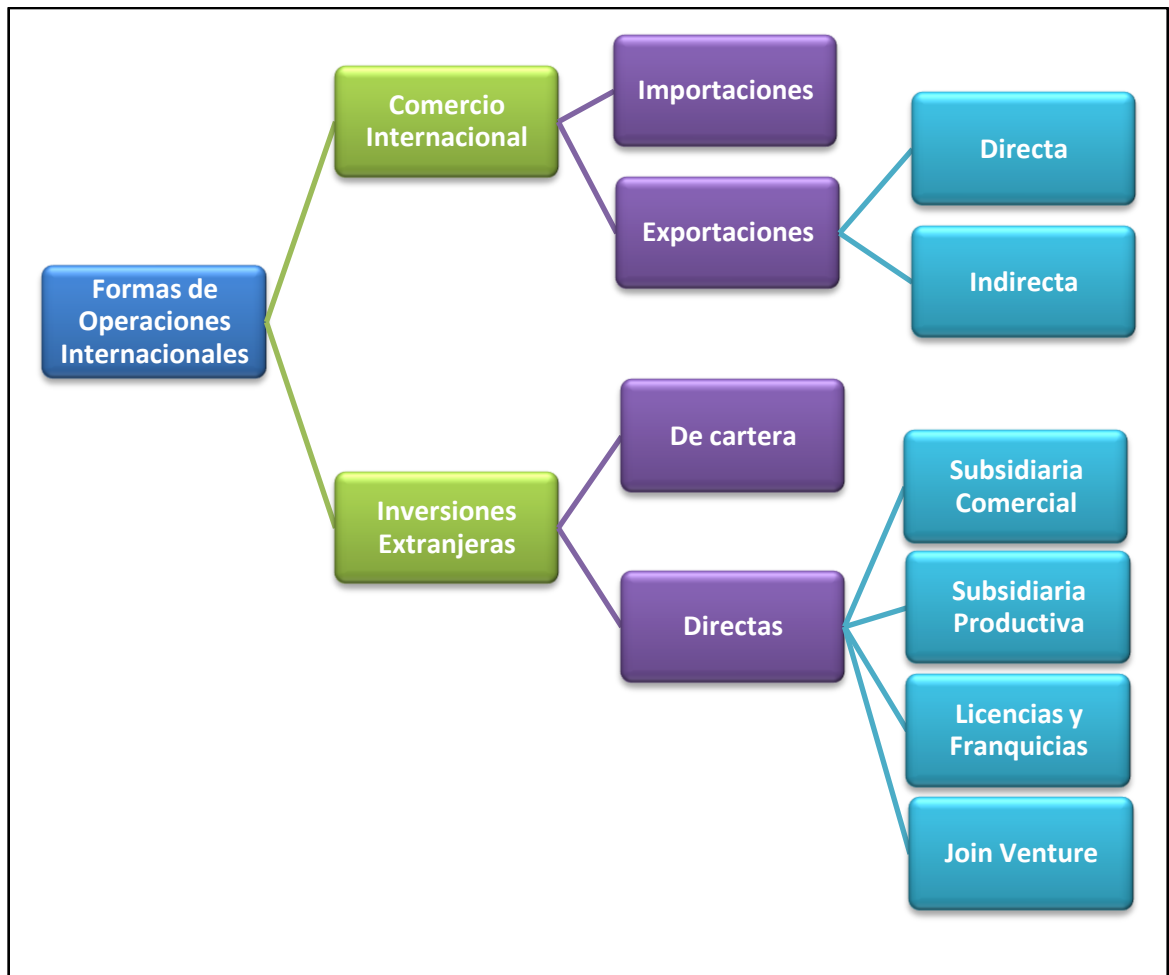 Formas de
Operaciones
Internacionales
Comercio
Internacional
Importaciones
Exportaciones
Directa
Indirecta
Inversiones
Extranjeras
De cartera
Directas
Subsidiaria
Comercial
Subsidiaria
Productiva
Licencias y
Franquicias
Join Venture